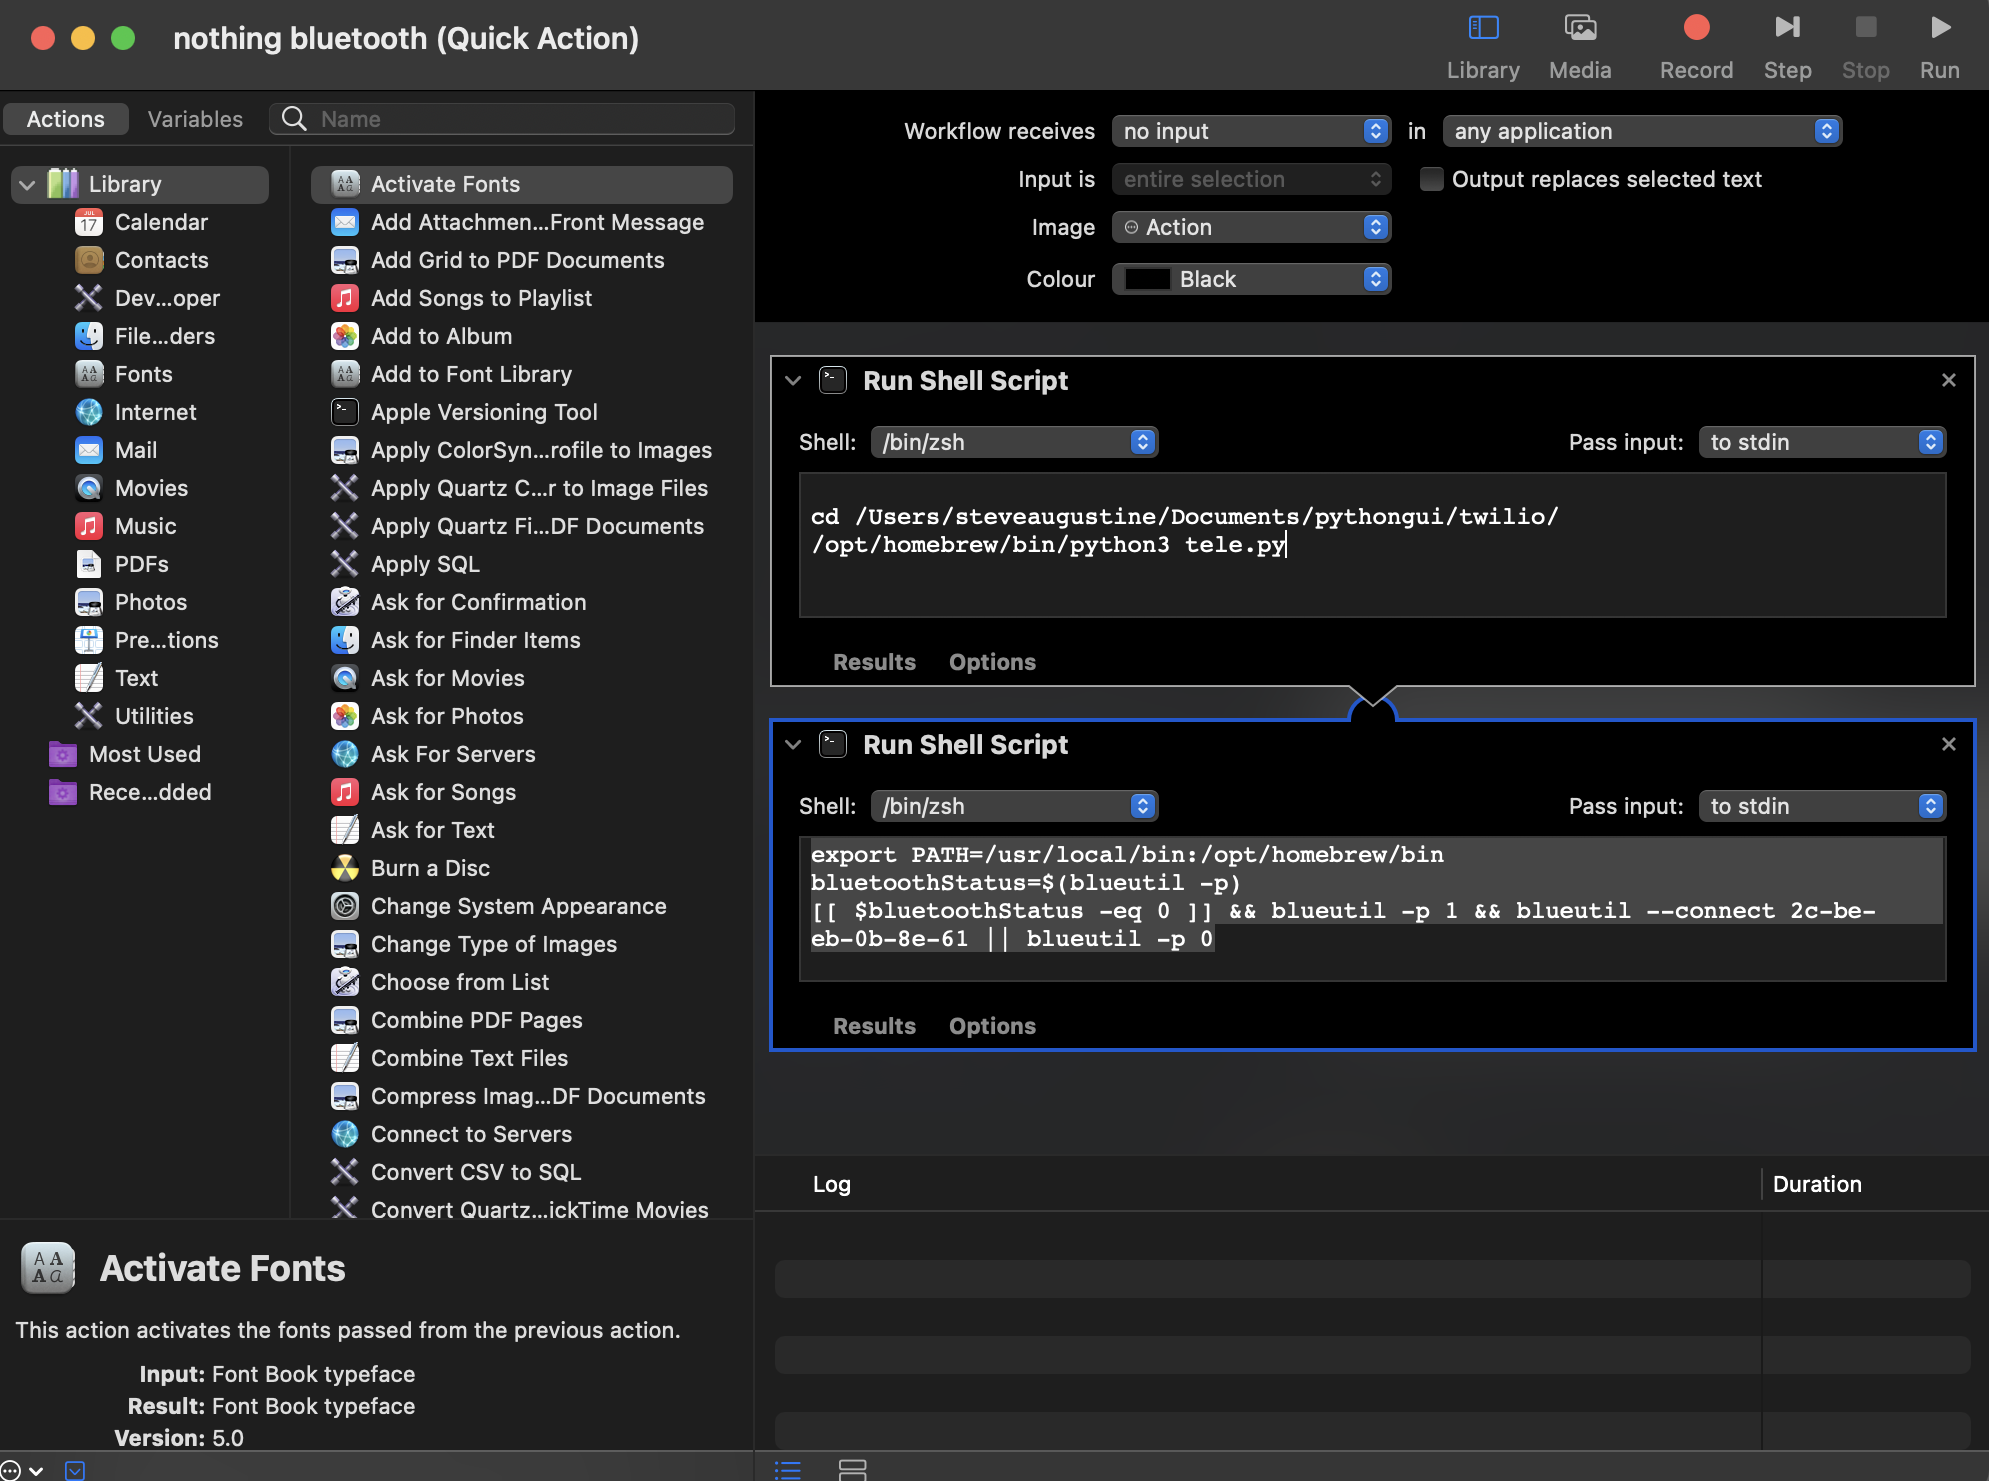 nothing bluetooth (Quick Action)
Library
Media
Record
Step
Stop
Run
Actions
Variables
Name
Library
JUL
17
Calendar
Contacts
Dev...oper
File...ders
Fonts
Internet
Mail
Movies
Music
PDFs
Photos
Pre...tions
Text
Utilities
Most Used
Rece...dded
Activate Fonts
Add Attachmen...Front Message
Add Grid to PDF Documents
Add Songs to Playlist
Add to Album
Add to Font Library
Apple Versioning Tool
Apply ColorSyn...rofile to Images
Apply Quartz C...r to Image Files
Apply Quartz Fi...DF Documents
Apply SQL
Ask for Confirmation
Ask for Finder Items
Ask for Movies
Ask for Photos
Ask For Servers
Ask for Songs
Ask for Text
Burn a Disc
Change System Appearance
Change Type of Images
Choose from List
Combine PDF Pages
Combine Text Files
Compress Imag...DF Documents
Connect to Servers
Convert CSV to SQL
Convert Quartz...ickTime Movies
A A
A a
Activate Fonts
This action activates the fonts passed from the previous action.
Input: Font Book typeface
Result: Font Book typeface
Version: 5.0
Workflow receives no input in any application
Input is entire selection Output replaces selected text
Image Action
Colour Black
Run Shell Script
Shell: /bin/zsh Pass input: to stdin
cd /Users/steveaugustine/Documents/pythongui/twilio/
/opt/homebrew/bin/python3 tele.py
Results Options
Run Shell Script
Shell: /bin/zsh Pass input: to stdin
export PATH=/usr/local/bin:/opt/homebrew/bin
bluetoothStatus=$(blueutil -p)
[[ $bluetoothStatus -eq 0 ]] && blueutil -p 1 && blueutil --connect 2c-be-
eb-0b-8e-61 || blueutil -p 0
Results Options
Log Duration